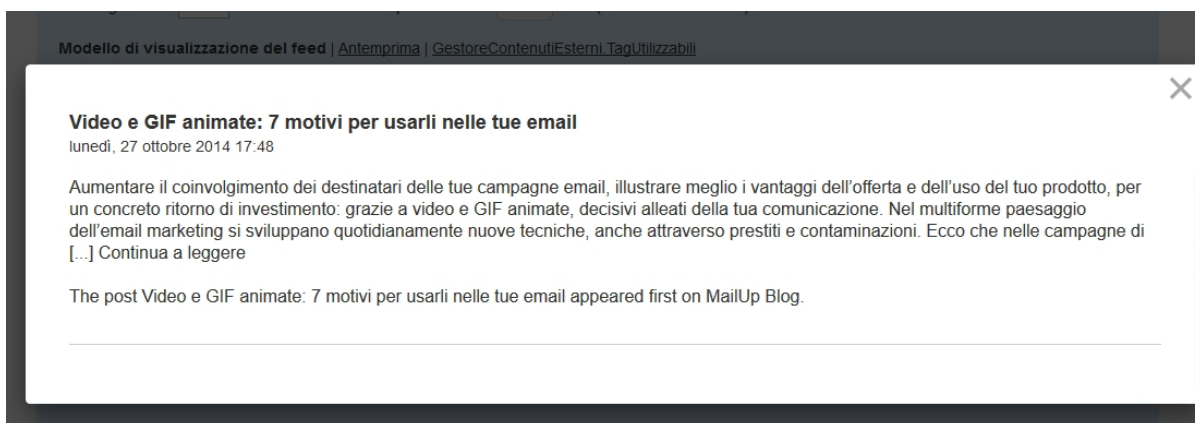 Modello di visualizzazione del feed | Antemprima | GestoreContenutiEsterni.TagUtilizzabili
Video e GIF animate: 7 motivi per usarli nelle tue email
lunedì, 27 ottobre 2014 17:48
Aumentare il coinvolgimento dei destinatari delle tue campagne email, illustrare meglio i vantaggi dell’offerta e dell’uso del tuo prodotto, per
un concreto ritorno di investimento: grazie a video e GIF animate, decisivi alleati della tua comunicazione. Nel multiforme paesaggio
dell’email marketing si sviluppano quotidianamente nuove tecniche, anche attraverso prestiti e contaminazioni. Ecco che nelle campagne di
[...] Continua a leggere
The post Video e GIF animate: 7 motivi per usarli nelle tue email appeared first on MailUp Blog.